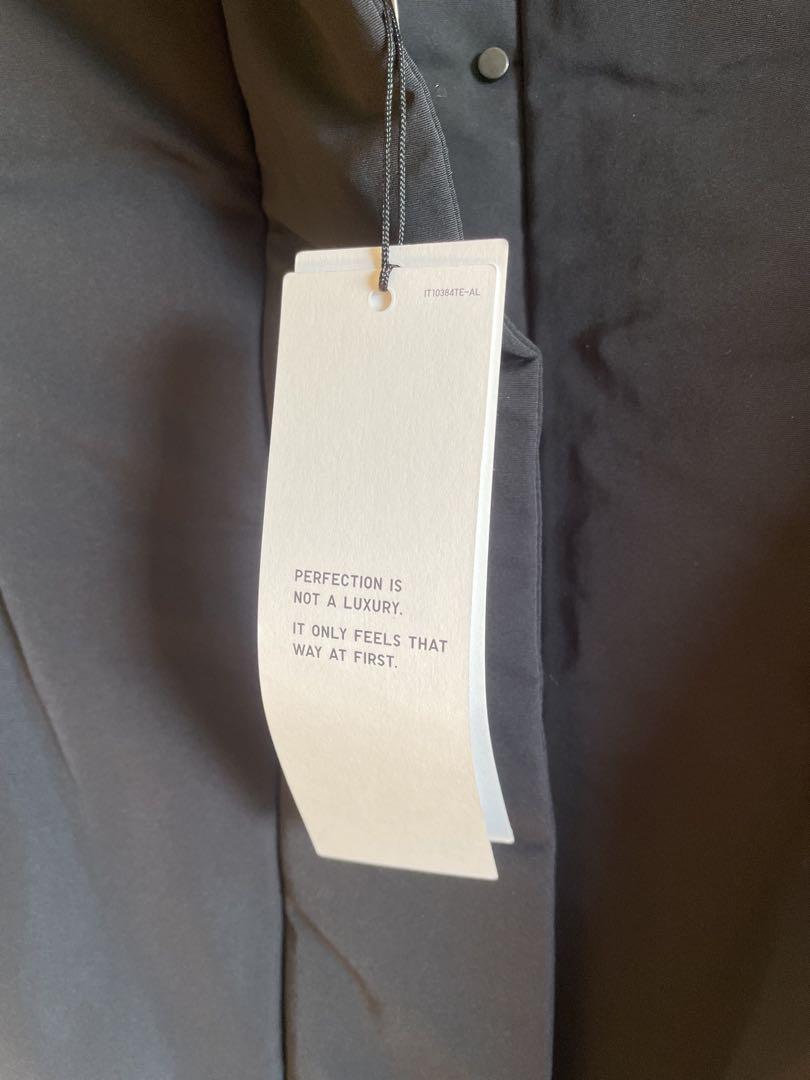 IT10384TE-AL
PERFECTION IS
NOT A LUXURY.
IT ONLY FEELS THAT
WAY AT FIRST.